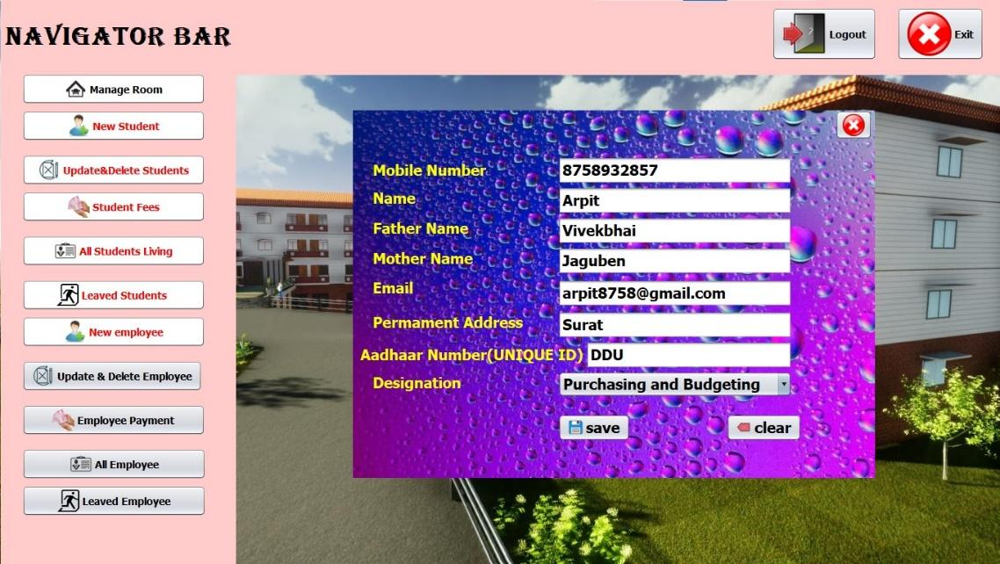 NAVIGATOR BAR
Logout
Exit
Manage Room
New Student
Update&Delete Students
Student Fees
All Students Living
Leaved Students
New employee
Update & Delete Employee
Employee Payment
All Employee
Leaved Employee
Mobile Number 8758932857
Name Arpit
Father Name Vivekbhai
Mother Name Jaguben
Email arpit8758@gmail.com
Permament Address Surat
Aadhaar Number(UNIQUE ID) DDU
Designation Purchasing and Budgeting
save clear